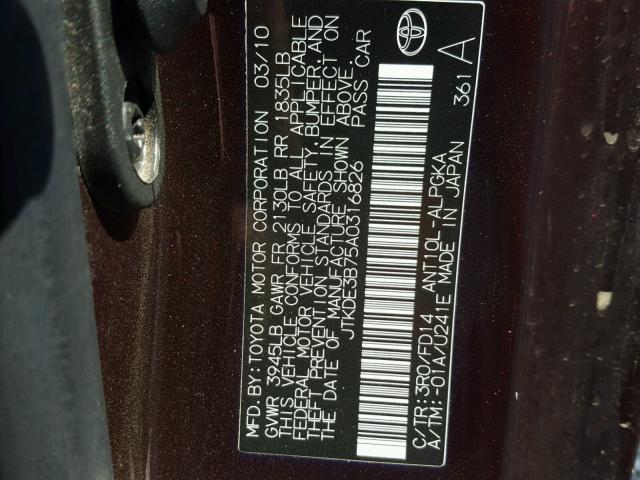 MFD. BY: TOYOTA MOTOR CORPORATION 03/10
GVWR 3945LB GAWR FR 2130LB RR 1835LB
THIS VEHICLE CONFORMS TO ALL APPLICABLE
FEDERAL MOTOR VEHICLE SAFETY, BUMPER, AND
THEFT PREVENTION STANDARDS IN EFFECT ON
THE DATE OF MANUFACTURE SHOWN ABOVE.
JTKDE3B75A0316826 PASS CAR
C/TR: 3R0/FD14 ANT10L-ALPGKA
A/TM: -01A/U241E MADE IN JAPAN
361 A